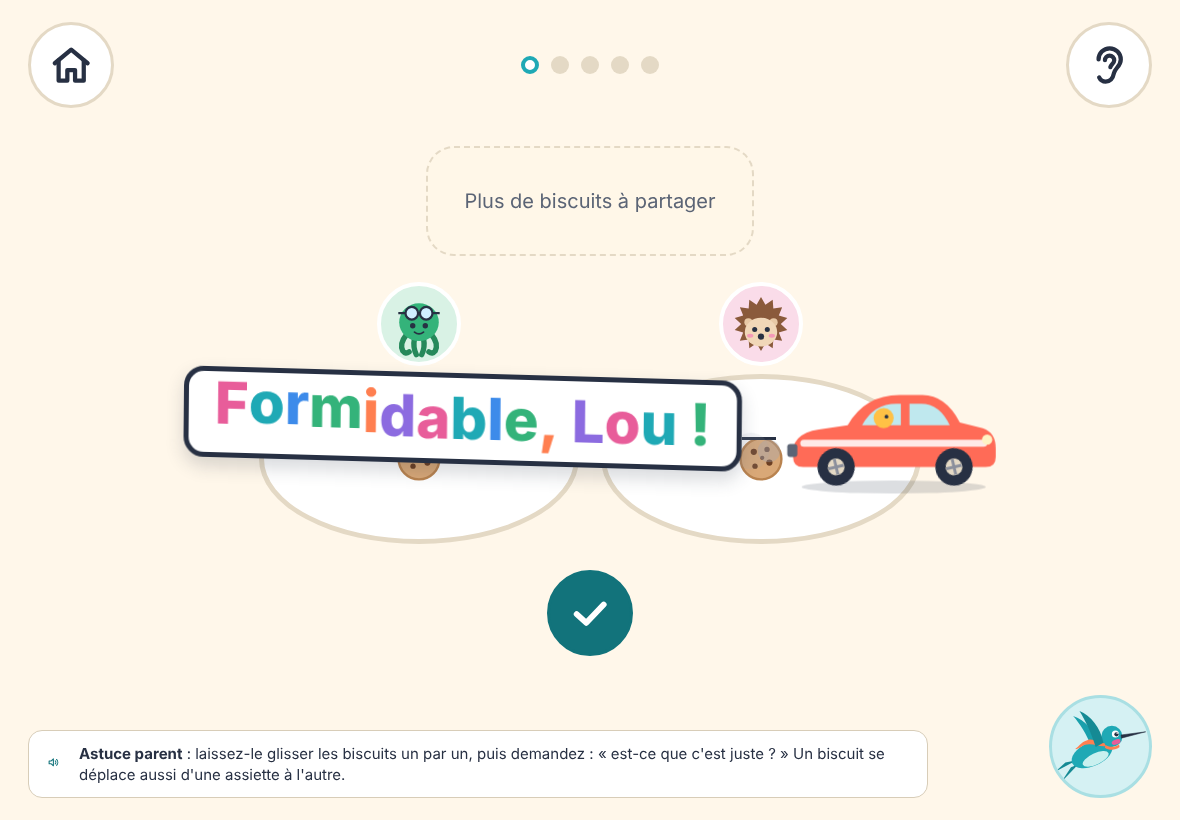 Plus de biscuits à partager
Formidable, Lou !
Astuce parent : laissez-le glisser les biscuits un par un, puis demandez : « est-ce que c'est juste ? » Un biscuit se
déplace aussi d'une assiette à l'autre.